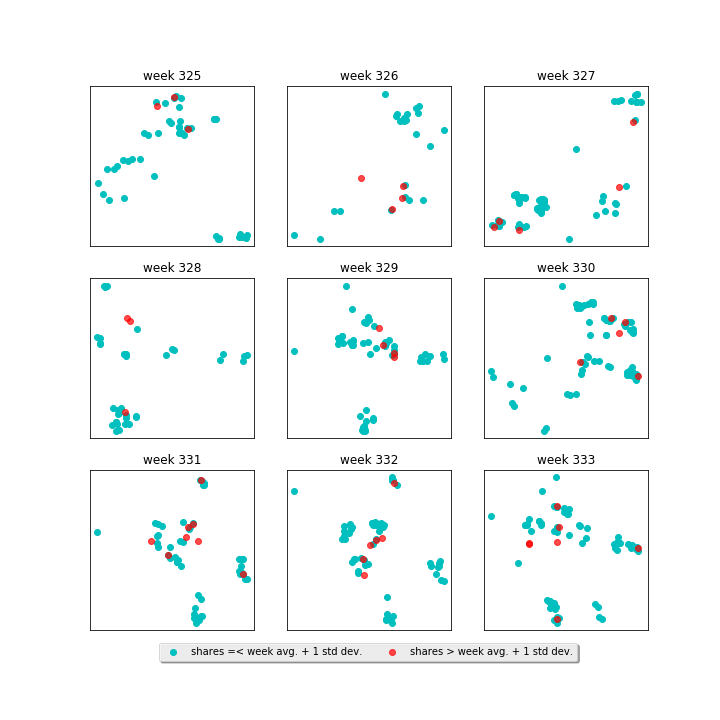 week 325
week 326
week 327
week 328
week 329
week 330
week 331
week 332
week 333
shares =< week avg. + 1 std dev.
shares > week avg. + 1 std dev.